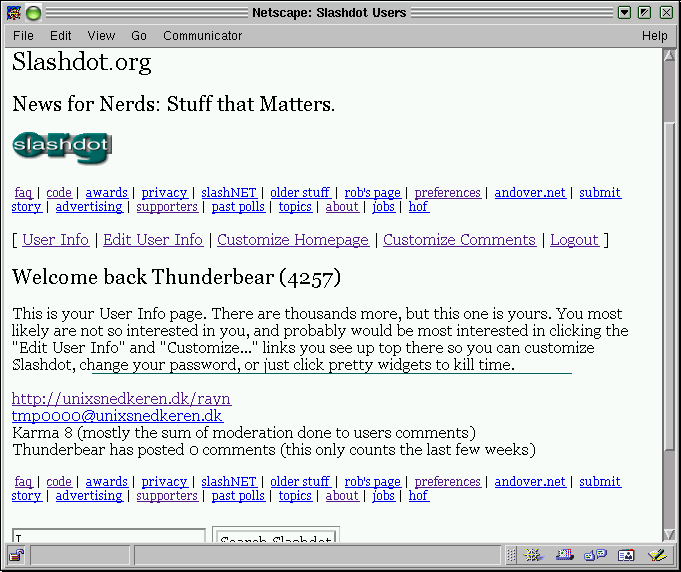 Netscape: Slashdot Users
File Edit View Go Communicator Help
Slashdot.org
News for Nerds: Stuff that Matters.
slashdot
org
faq | code | awards | privacy | slashNET | older stuff | rob's page | preferences | andover.net | submit
story | advertising | supporters | past polls | topics | about | jobs | hof
[ User Info | Edit User Info | Customize Homepage | Customize Comments | Logout ]
Welcome back Thunderbear (4257)
This is your User Info page. There are thousands more, but this one is yours. You most
likely are not so interested in you, and probably would be most interested in clicking the
"Edit User Info" and "Customize..." links you see up top there so you can customize
Slashdot, change your password, or just click pretty widgets to kill time.
http://unixsnedkeren.dk/rayn
tmp0000@unixsnedkeren.dk
Karma 8 (mostly the sum of moderation done to users comments)
Thunderbear has posted 0 comments (this only counts the last few weeks)
faq | code | awards | privacy | slashNET | older stuff | rob's page | preferences | andover.net | submit
story | advertising | supporters | past polls | topics | about | jobs | hof
Search Slashdot